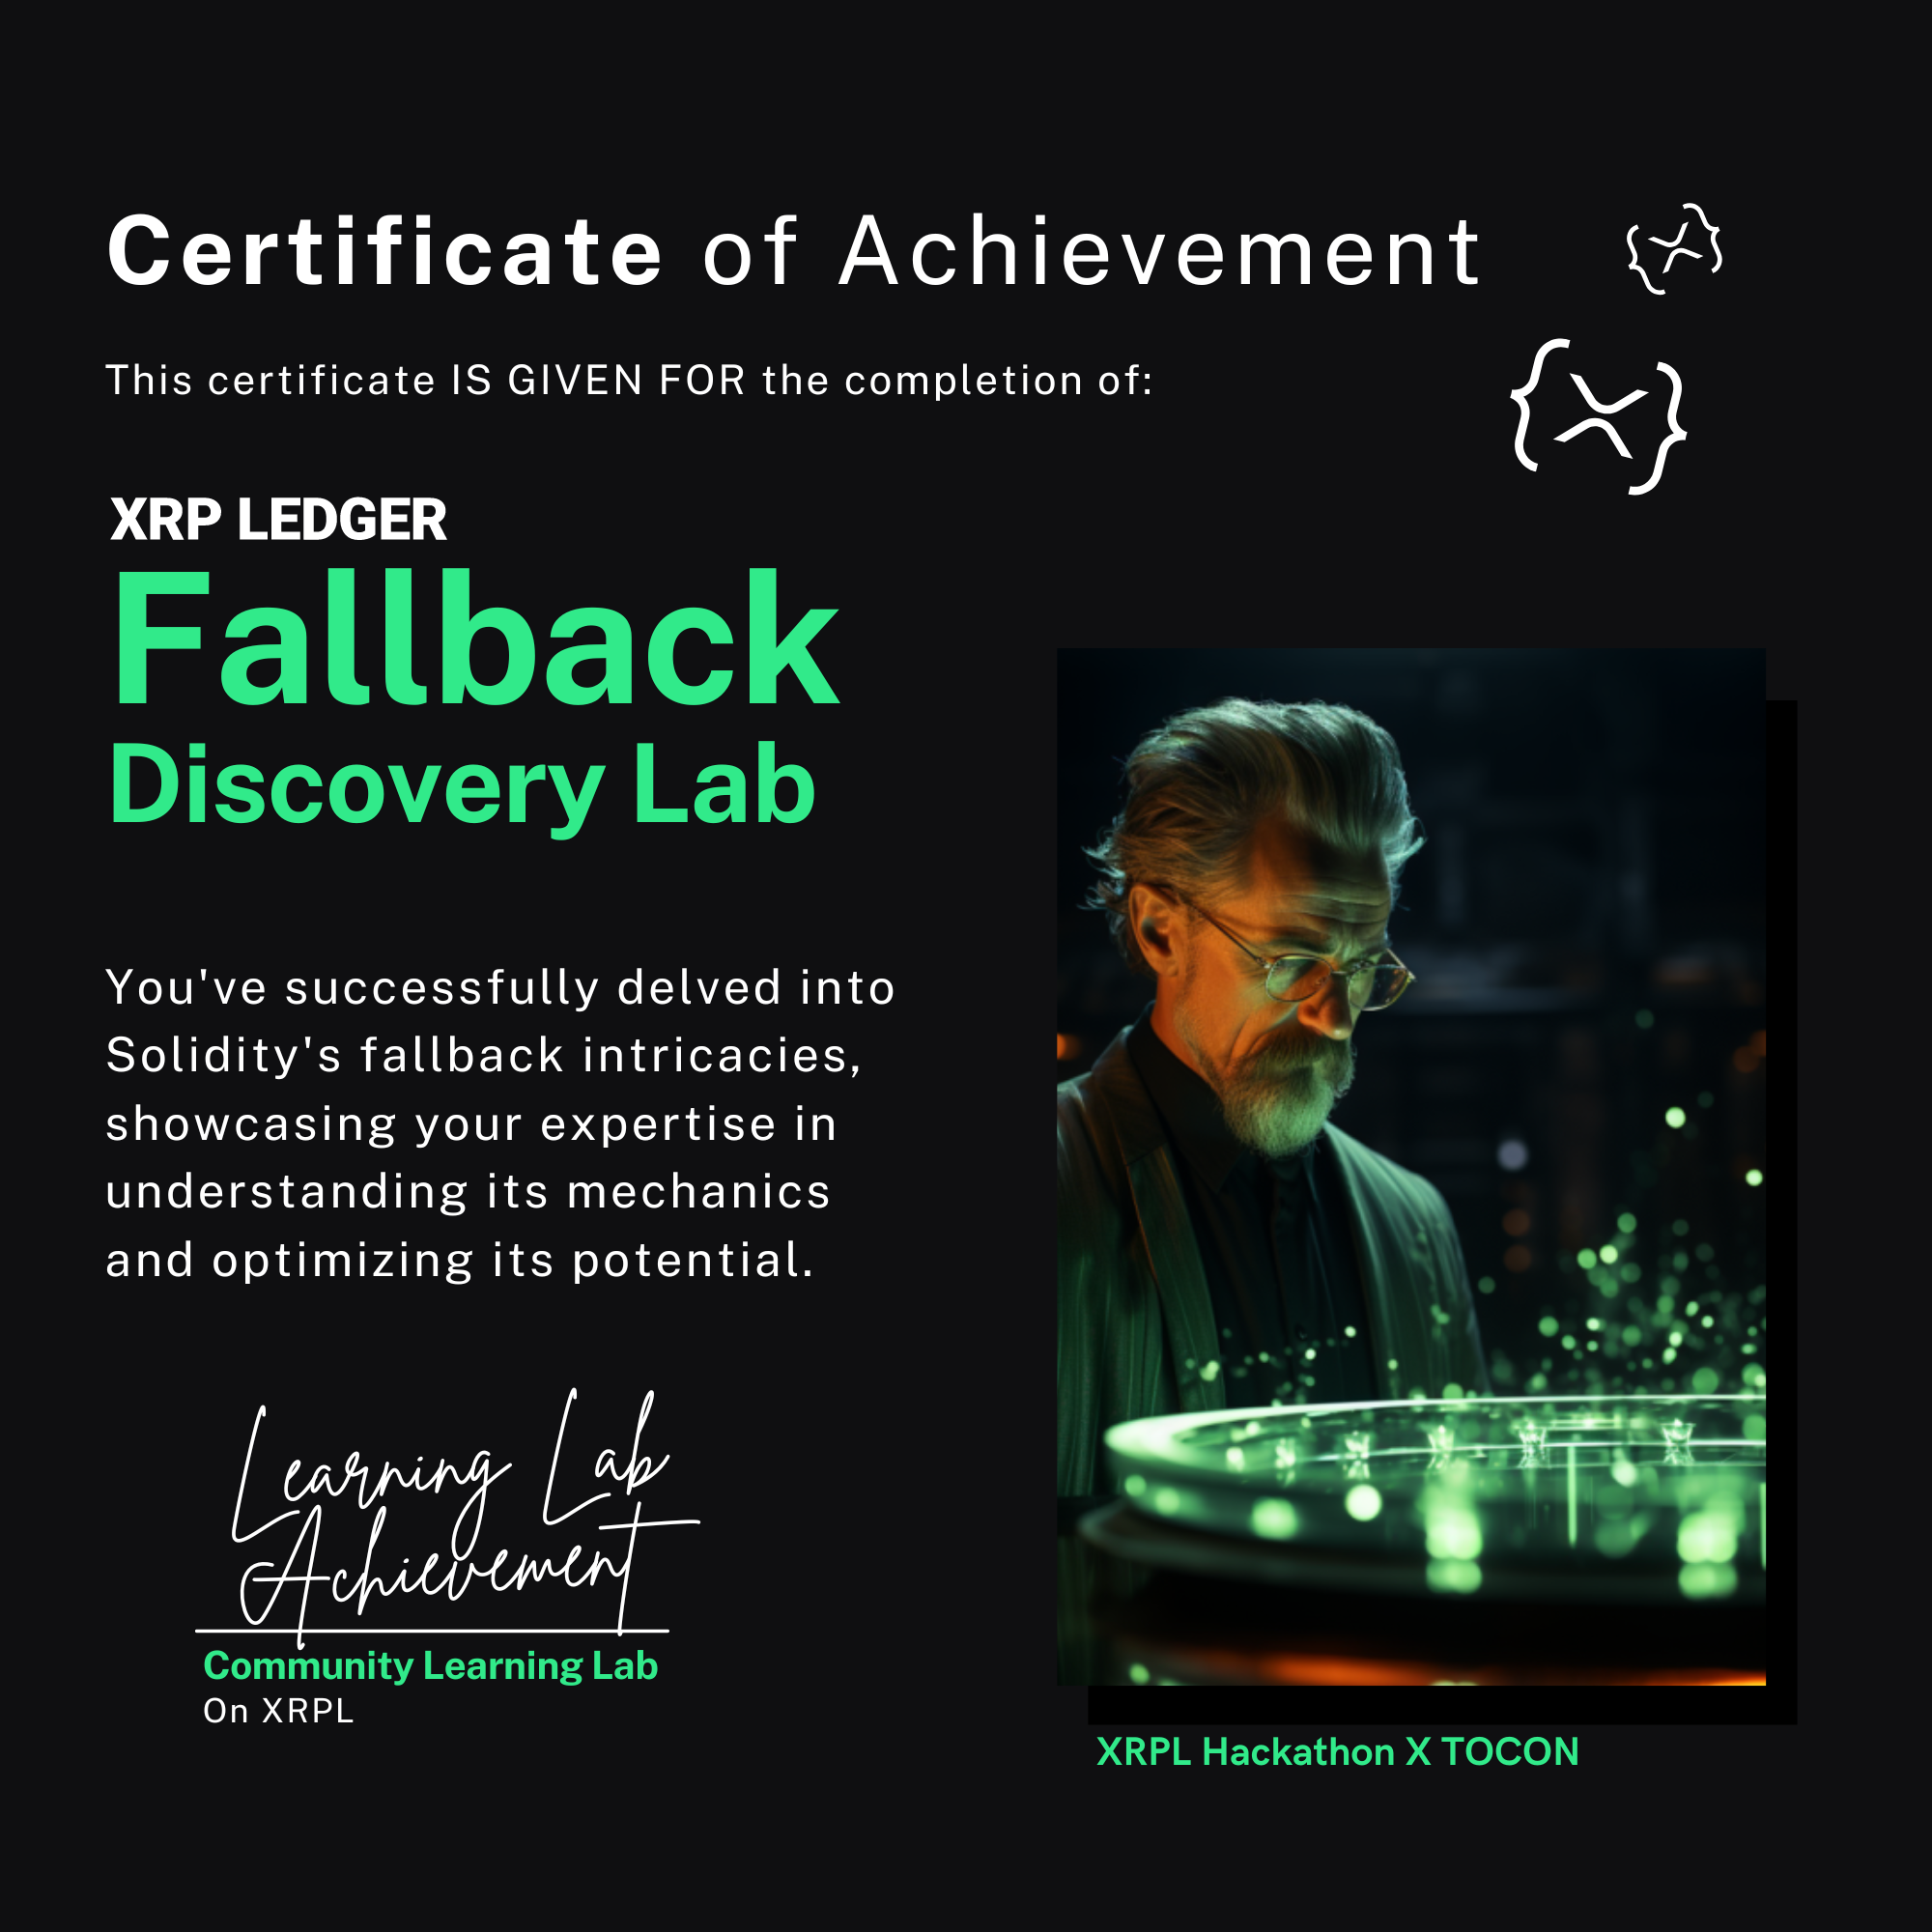 Certificate of Achievement
This certificate IS GIVEN FOR the completion of:
XRP LEDGER
Fallback
Discovery Lab
You've successfully delved into
Solidity's fallback intricacies,
showcasing your expertise in
understanding its mechanics
and optimizing its potential.
Learning Lab
Achievement
Community Learning Lab
On XRPL
XRPL Hackathon X TOCON